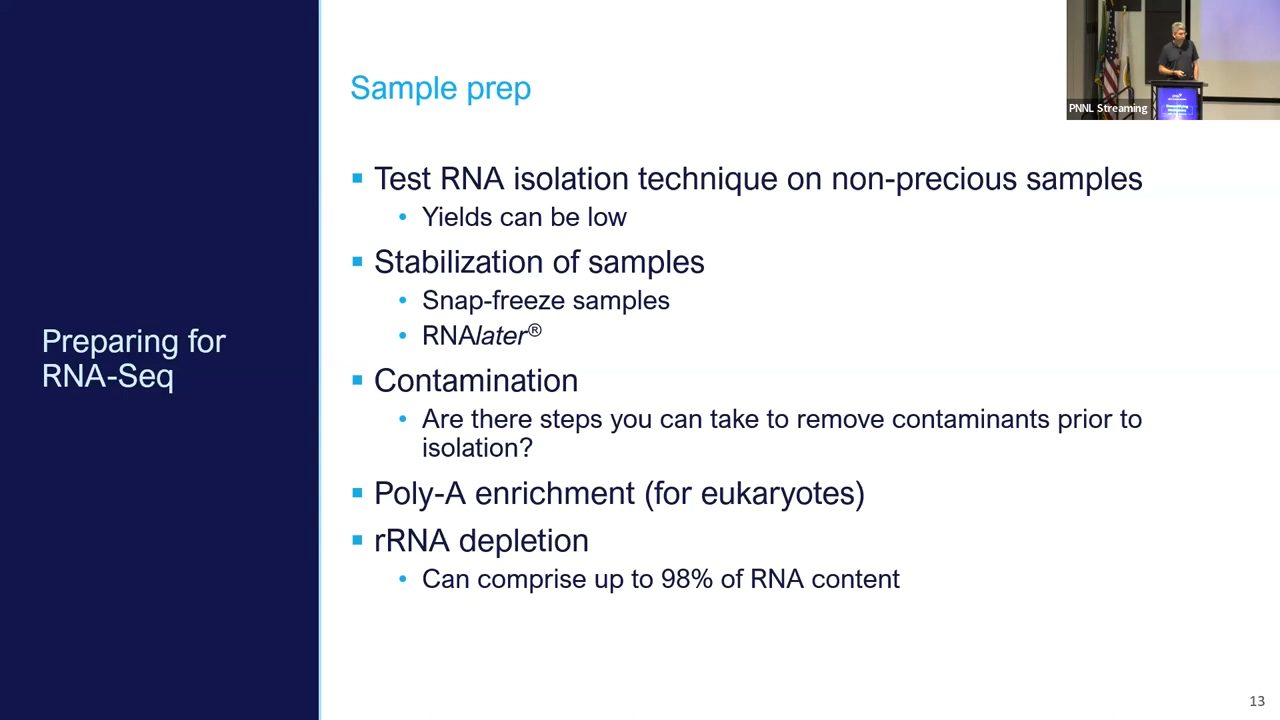 Sample prep
PNNL Streaming
Test RNA isolation technique on non-precious samples
Yields can be low
Stabilization of samples
Snap-freeze samples
RNAlater®
Contamination
Are there steps you can take to remove contaminants prior to
isolation?
Preparing for
RNA-Seq
Poly-A enrichment (for eukaryotes)
rRNA depletion
Can comprise up to 98% of RNA content
13